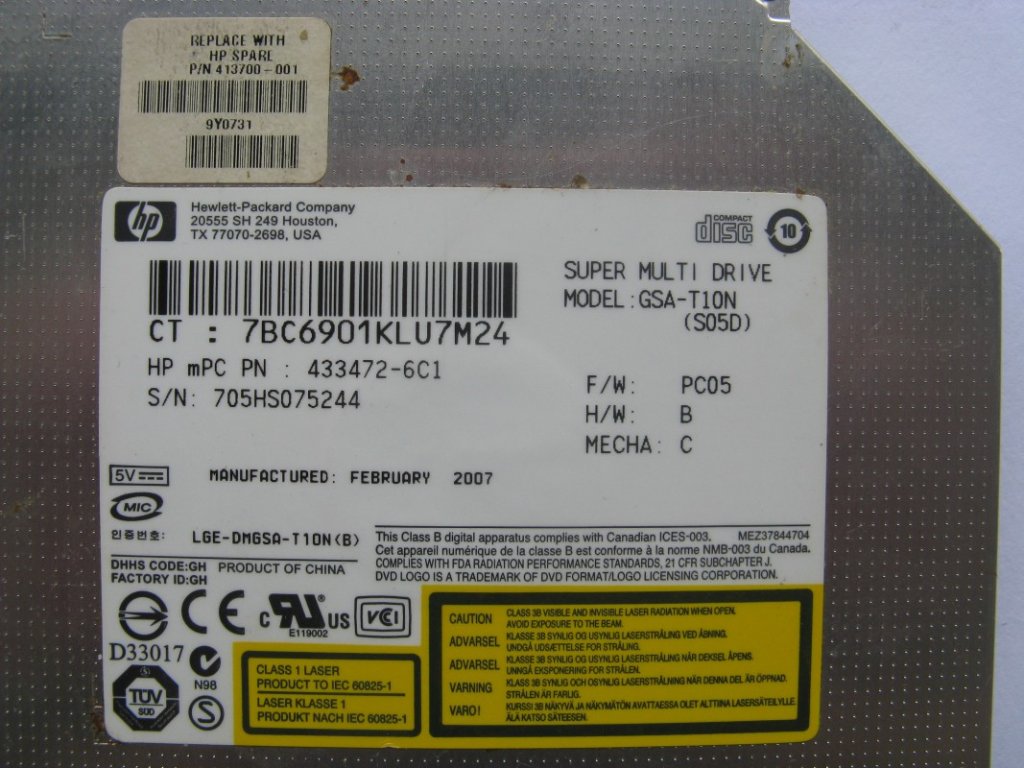 REPLACE WITH
HP SPARE
P/N 413700-001
9Y0731
hp
Hewlett-Packard Company
20555 SH 249 Houston,
TX 77070-2698, USA
COMPACT
disc
10
SUPER MULTI DRIVE
MODEL:GSA-T10N
(S05D)
CT : 7BC6901KLU7M24
HP mPC PN : 433472-6C1
S/N: 705HS075244
F/W: PC05
H/W: B
MECHA: C
5V
MANUFACTURED: FEBRUARY 2007
MIC
인증번호: LGE-DMGSA-T10N(B)
DHHS CODE:GH
FACTORY ID:GH
PRODUCT OF CHINA
This Class B digital apparatus complies with Canadian ICES-003. MEZ37844704
Cet appareil numérique de la classe B est conforme à la norme NMB-003 du Canada.
COMPLIES WITH FDA RADIATION PERFORMANCE STANDARDS, 21 CFR SUBCHAPTER J.
DVD LOGO IS A TRADEMARK OF DVD FORMAT/LOGO LICENSING CORPORATION.
CE
c RU® US
E119002
VCI
D33017
N98
TÜV
SÜD
S
CLASS 1 LASER
PRODUCT TO IEC 60825-1
LASER KLASSE 1
PRODUKT NACH IEC 60825-1
CAUTION CLASS 3B VISIBLE AND INVISIBLE LASER RADIATION WHEN OPEN.
AVOID EXPOSURE TO THE BEAM.
ADVARSEL KLASSE 3B SYNLIG OG USYNLIG LASERSTRÅLING VED ÅBNING.
UNDGÅ UDSÆTTELSE FOR STRÅLING.
ADVARSEL KLASSE 3B SYNLIG OG USYNLIG LASERSTRÅLING NÅR DEKSEL ÅPENS.
UNNGÅ EKSPONERING FOR STRÅLEN.
VARNING KLASS 3B SYNLIG OCH OSYNLIG LASERSTRÅLNING NÄR DENNA DEL ÄR ÖPPNAD.
STRÅLEN ÄR FARLIG.
VARO! KURSSI 3B NÄKYVÄ JA NÄKYMÄTÖN AVATTAESSA OLET ALTTIINA LASERSÄTEILYLLE.
ÄLÄ KATSO SÄTEESEEN.